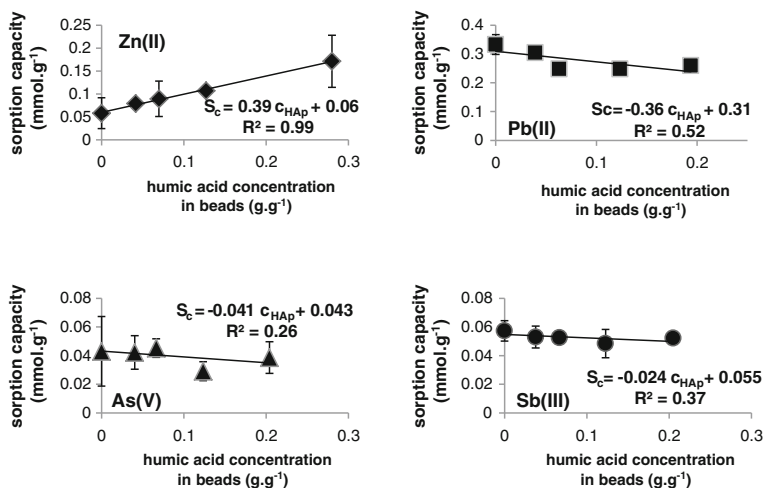 Zn(II)
sorption capacity
(mmol.g⁻¹)
0.25
0.2
0.15
0.1
0.05
0
S_c = 0.39 c_HAp + 0.06
R² = 0.99
0
0.1
0.2
0.3
humic acid concentration
in beads (g.g⁻¹)
sorption capacity
(mmol.g⁻¹)
0.4
0.3
0.2
0.1
0
Sc= -0.36 c_HAp + 0.31
R² = 0.52
Pb(II)
0
0.1
0.2
humic acid concentration
in beads (g.g⁻¹)
sorption capacity
(mmol.g⁻¹)
0.08
0.06
0.04
0.02
0
S_c = -0.041 c_HAp + 0.043
R² = 0.26
As(V)
0
0.1
0.2
0.3
humic acid concentration
in beads (g.g⁻¹)
sorption capacity
(mmol.g⁻¹)
0.08
0.06
0.04
0.02
0
S_c = -0.024 c_HAp + 0.055
R² = 0.37
Sb(III)
0
0.1
0.2
0.3
humic acid concentration
in beads (g.g⁻¹)